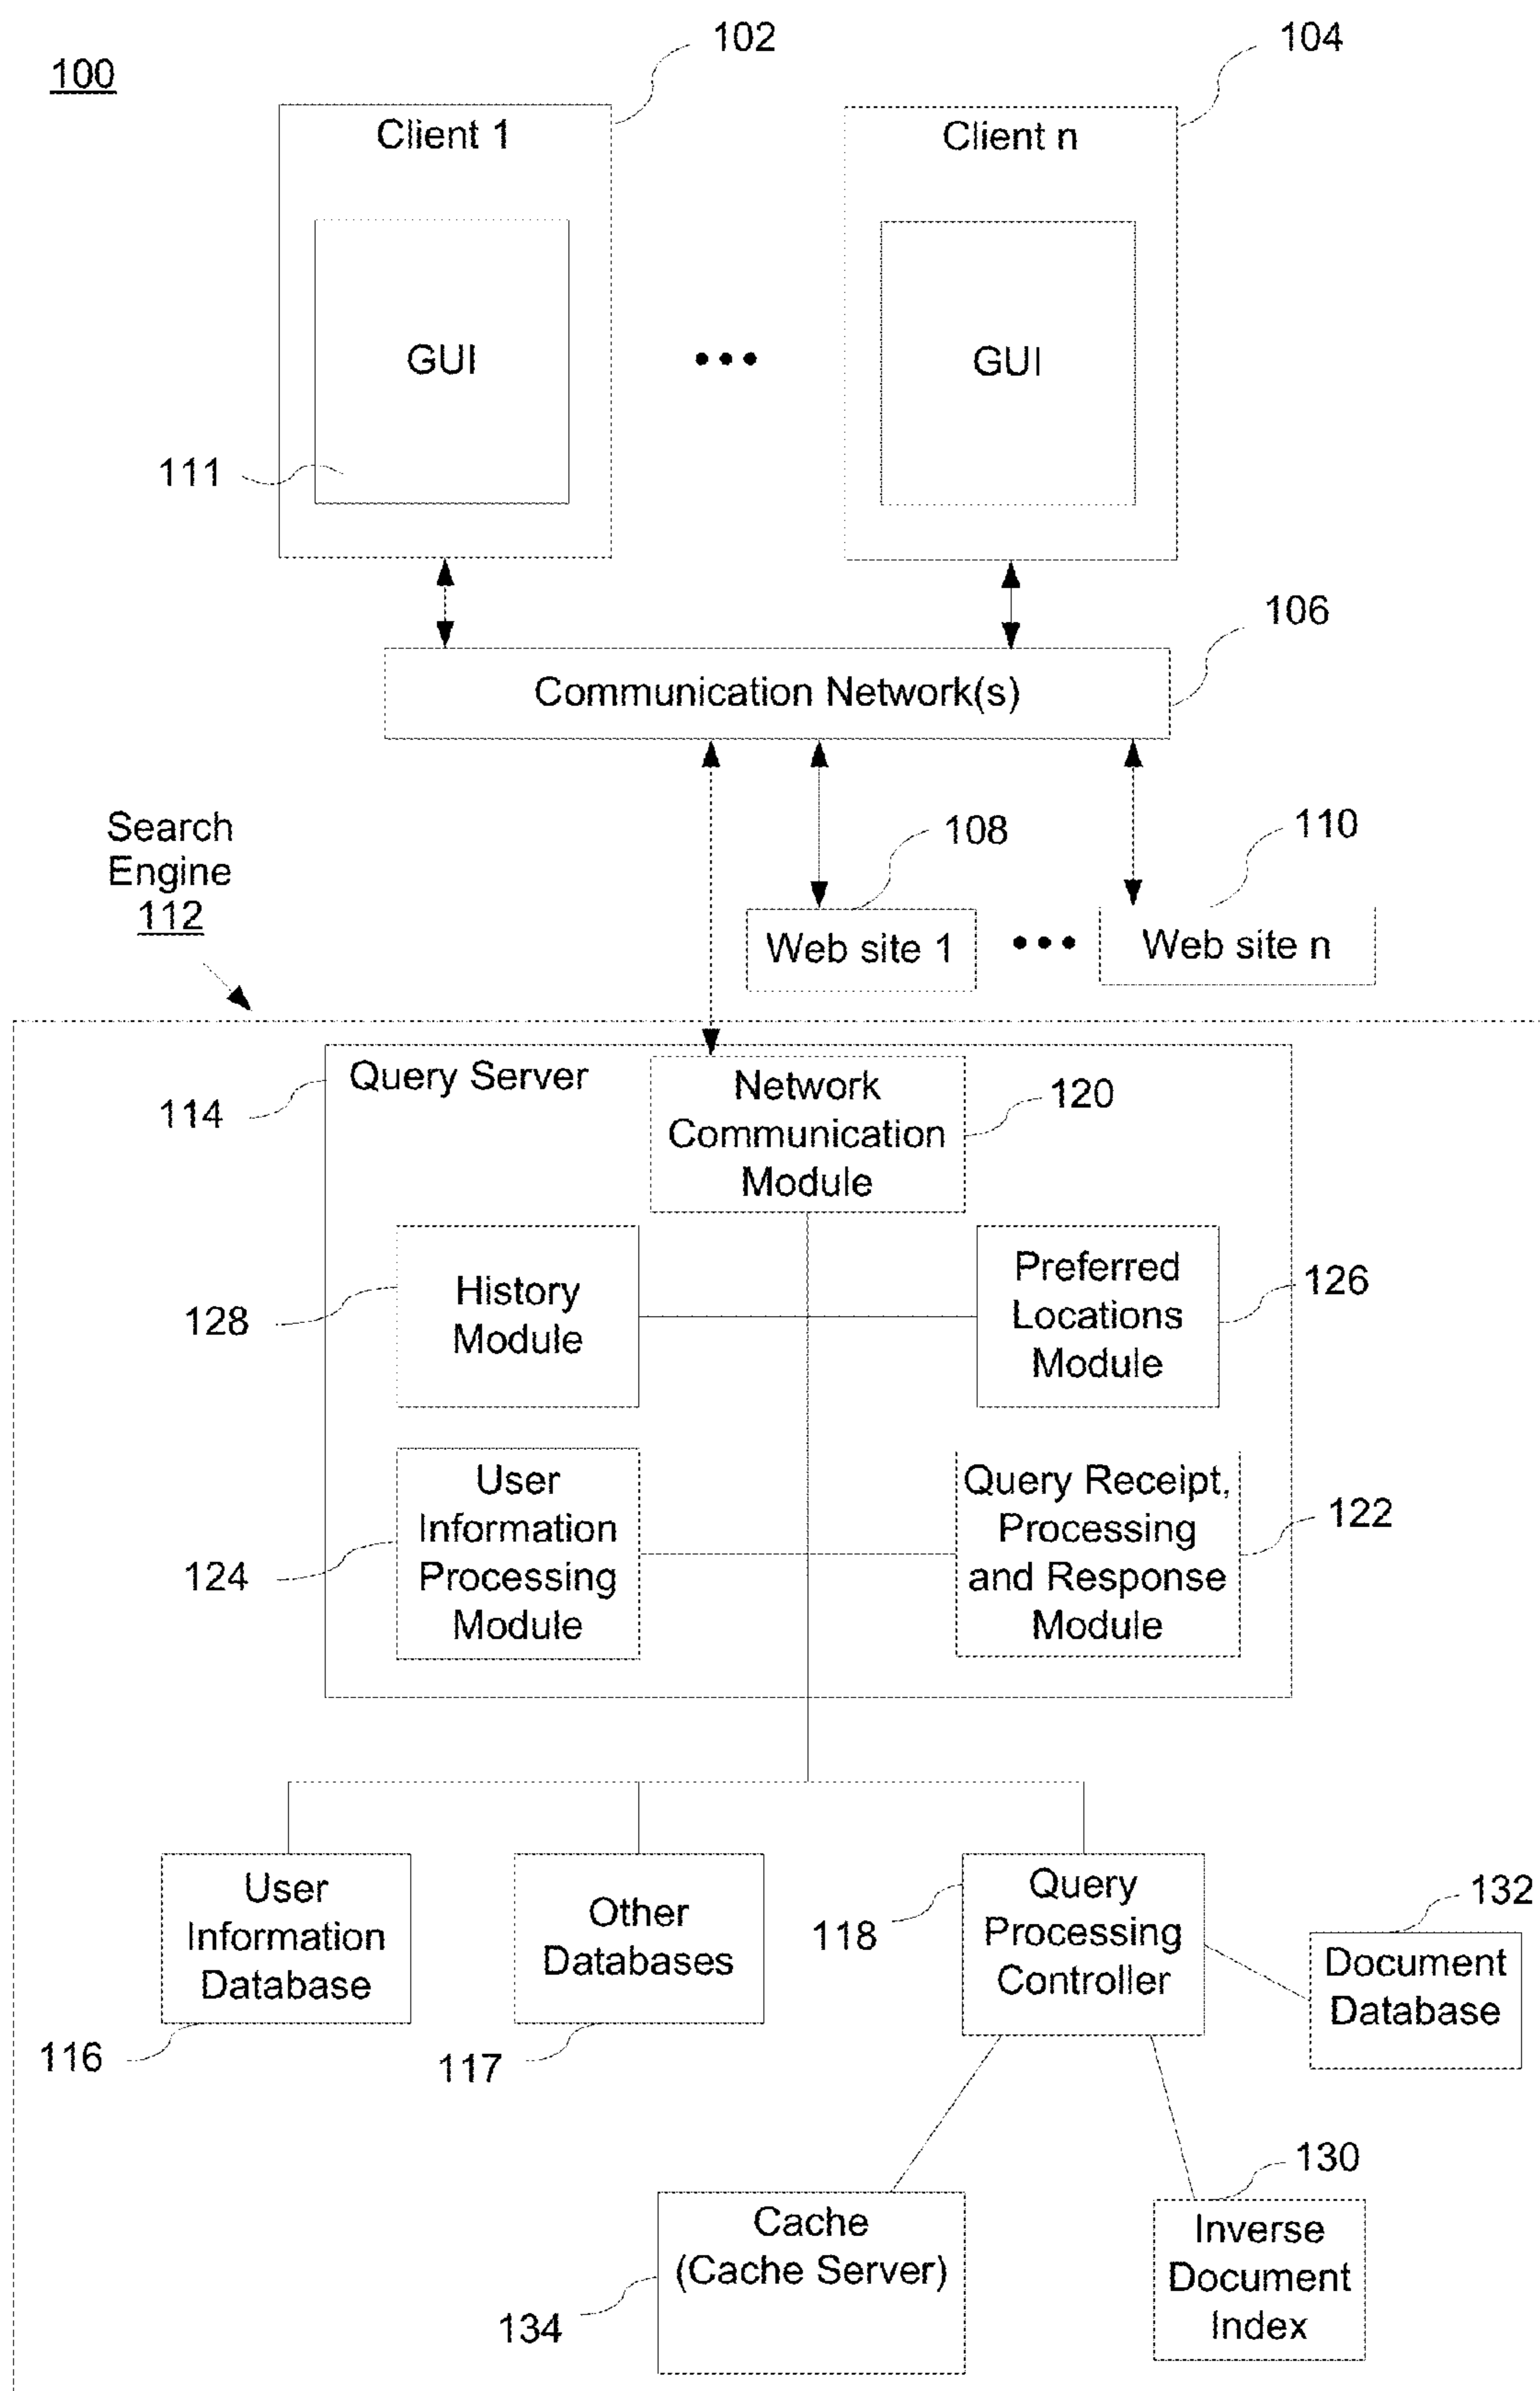 100
102
104
Client 1
Client n
GUI
GUI
111
106
Communication Network(s)
Search
Engine
112
108
110
Web site 1
Web site n
Query Server
114
Network
Communication
Module
120
History
Module
128
Preferred
Locations
Module
126
User
Information
Processing
Module
124
Query Receipt,
Processing
and Response
Module
122
User
Information
Database
116
Other
Databases
117
Query
Processing
Controller
118
132
Document
Database
Cache
(Cache Server)
134
130
Inverse
Document
Index